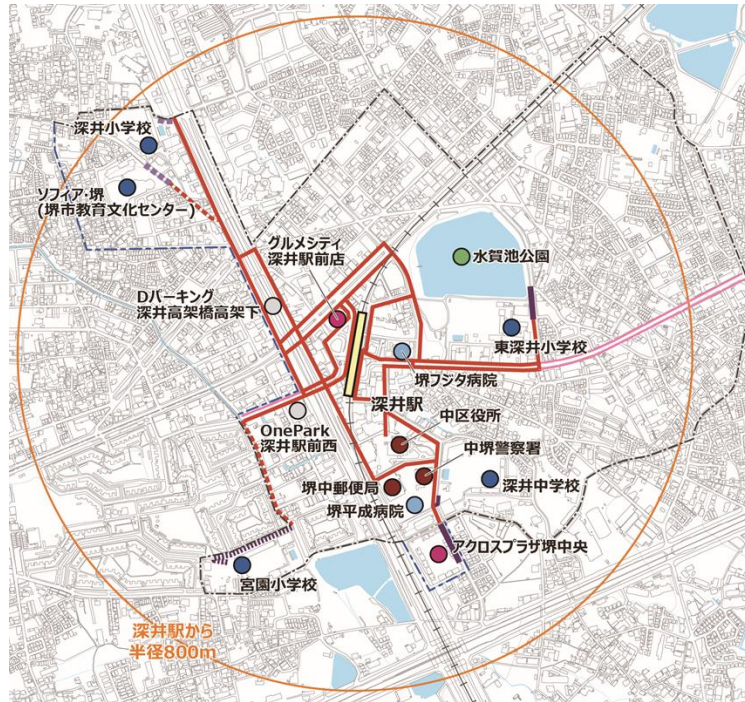 深井小学校
ソフィア・堺
(堺市教育文化センター)
グルメシティ
深井駅前店
水賀池公園
Dパーキング
深井高架橋高架下
東深井小学校
堺フジタ病院
深井駅
OnePark
深井駅前西
中区役所
中堺警察署
堺中郵便局
深井中学校
堺平成病院
アクロスプラザ堺中央
宮園小学校
深井駅から
半径800m